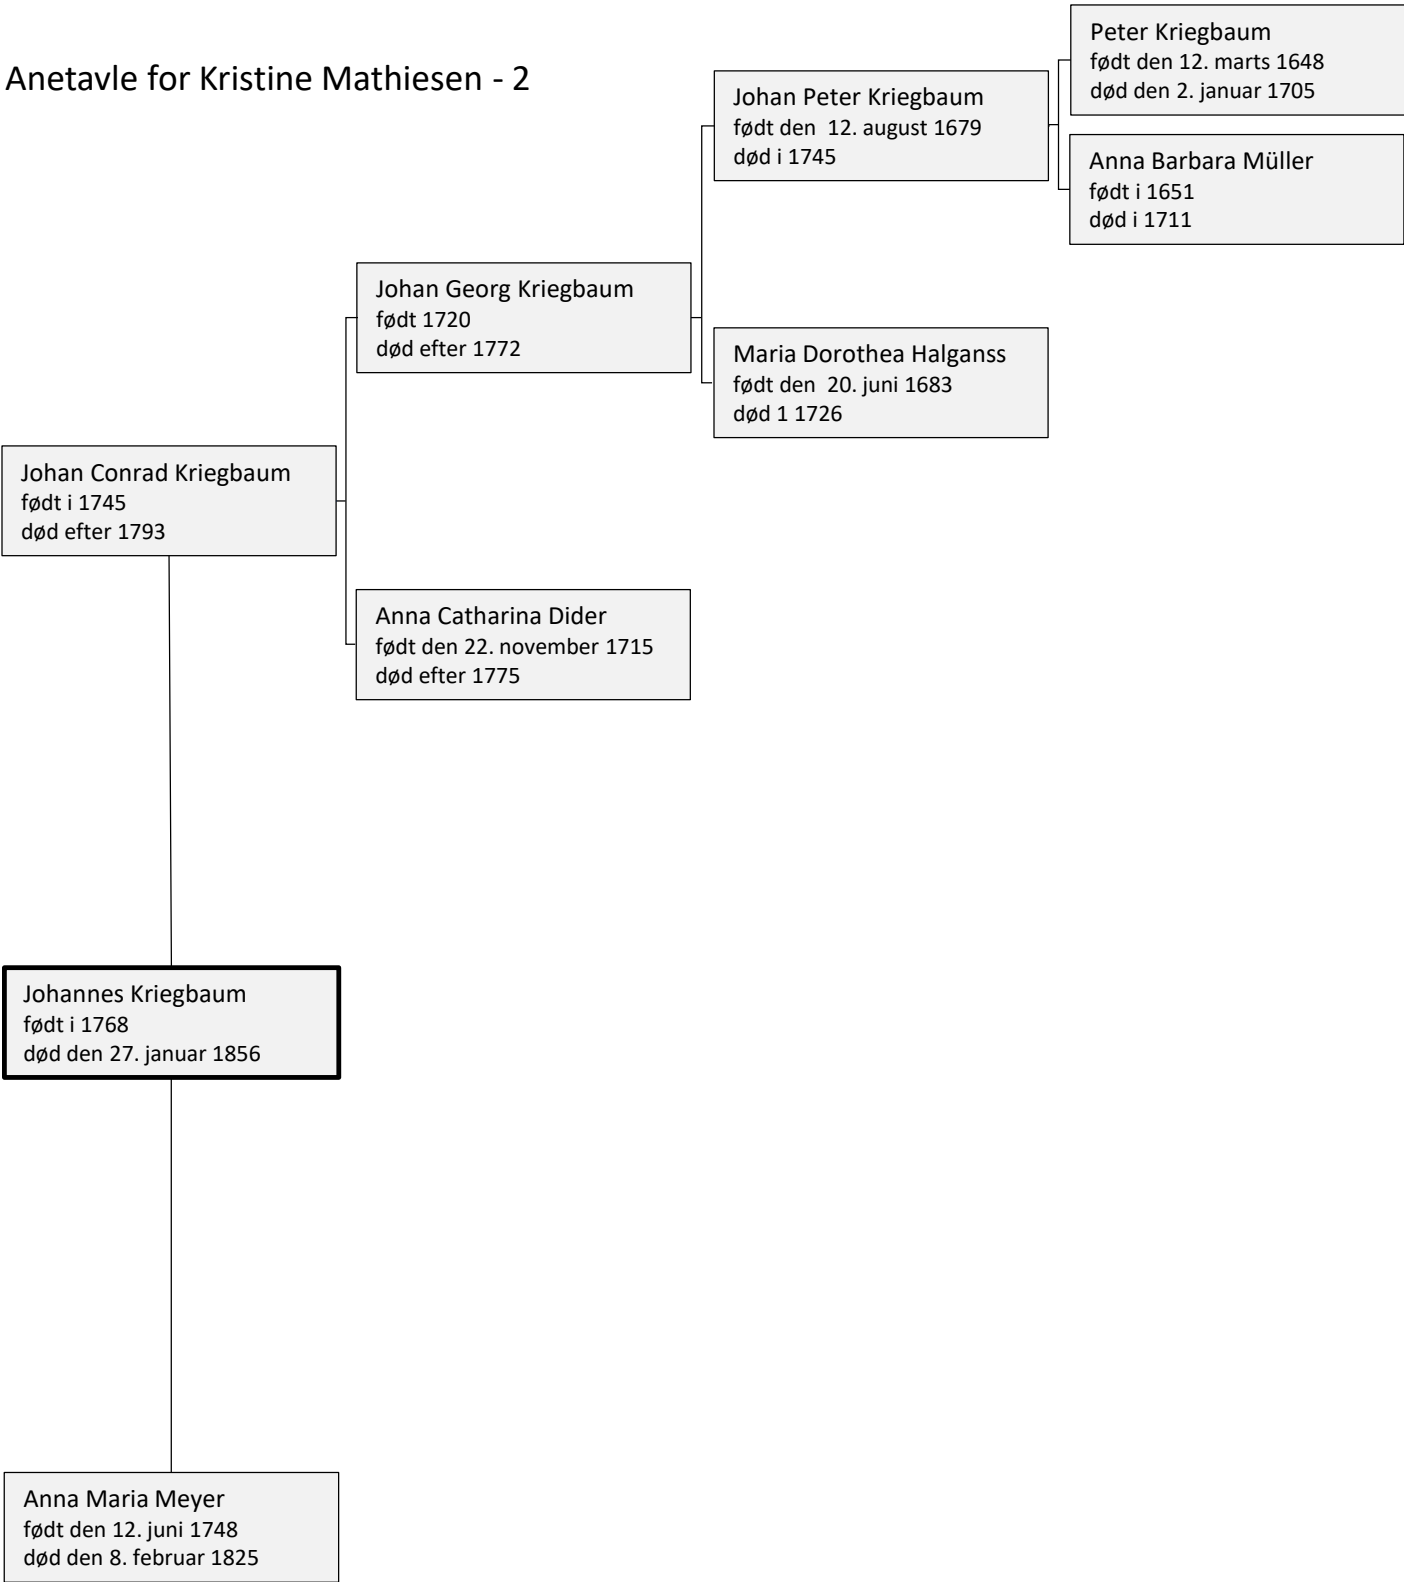 Anetavle for Kristine Mathiesen - 2
Peter Kriegbaum
født den 12. marts 1648
død den 2. januar 1705
Johan Peter Kriegbaum
født den  12. august 1679
død i 1745
Anna Barbara Müller
født i 1651
død i 1711
Johan Georg Kriegbaum
født 1720
død efter 1772
Maria Dorothea Halganss
født den  20. juni 1683
død 1 1726
Johan Conrad Kriegbaum
født i 1745
død efter 1793
Anna Catharina Dider
født den 22. november 1715
død efter 1775
Johannes Kriegbaum
født i 1768
død den 27. januar 1856
Anna Maria Meyer
født den 12. juni 1748
død den 8. februar 1825